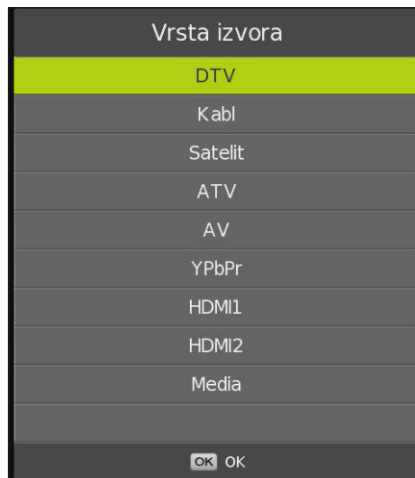 Vrsta izvora
DTV
Kabl
Satelit
ATV
AV
YPbPr
HDMI1
HDMI2
Media
OK OK